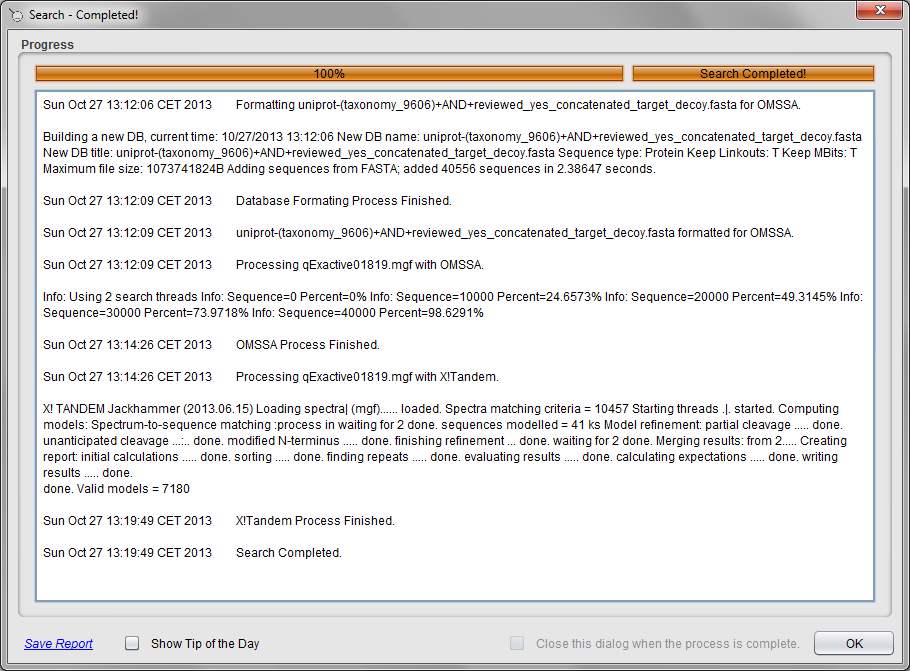 Search - Completed!
Progress
100%
Search Completed!
Sun Oct 27 13:12:06 CET 2013 Formatting uniprot-(taxonomy_9606)+AND+reviewed_yes_concatenated_target_decoy.fasta for OMSSA.
Building a new DB, current time: 10/27/2013 13:12:06 New DB name: uniprot-(taxonomy_9606)+AND+reviewed_yes_concatenated_target_decoy.fasta
New DB title: uniprot-(taxonomy_9606)+AND+reviewed_yes_concatenated_target_decoy.fasta Sequence type: Protein Keep Linkouts: T Keep MBits: T
Maximum file size: 1073741824B Adding sequences from FASTA; added 40556 sequences in 2.38647 seconds.
Sun Oct 27 13:12:09 CET 2013 Database Formating Process Finished.
Sun Oct 27 13:12:09 CET 2013 uniprot-(taxonomy_9606)+AND+reviewed_yes_concatenated_target_decoy.fasta formatted for OMSSA.
Sun Oct 27 13:12:09 CET 2013 Processing qExactive01819.mgf with OMSSA.
Info: Using 2 search threads Info: Sequence=0 Percent=0% Info: Sequence=10000 Percent=24.6573% Info: Sequence=20000 Percent=49.3145% Info:
Sequence=30000 Percent=73.9718% Info: Sequence=40000 Percent=98.6291%
Sun Oct 27 13:14:26 CET 2013 OMSSA Process Finished.
Sun Oct 27 13:14:26 CET 2013 Processing qExactive01819.mgf with X!Tandem.
X! TANDEM Jackhammer (2013.06.15) Loading spectra| (mgf)...... loaded. Spectra matching criteria = 10457 Starting threads .|. started. Computing
models: Spectrum-to-sequence matching :process in waiting for 2 done. sequences modelled = 41 ks Model refinement: partial cleavage ..... done.
unanticipated cleavage ...:.. done. modified N-terminus ..... done. finishing refinement ... done. waiting for 2 done. Merging results: from 2..... Creating
report: initial calculations ..... done. sorting ..... done. finding repeats ..... done. evaluating results ..... done. calculating expectations ..... done. writing
results ..... done.
done. Valid models = 7180
Sun Oct 27 13:19:49 CET 2013 X!Tandem Process Finished.
Sun Oct 27 13:19:49 CET 2013 Search Completed.
Save Report
Show Tip of the Day
Close this dialog when the process is complete.
OK